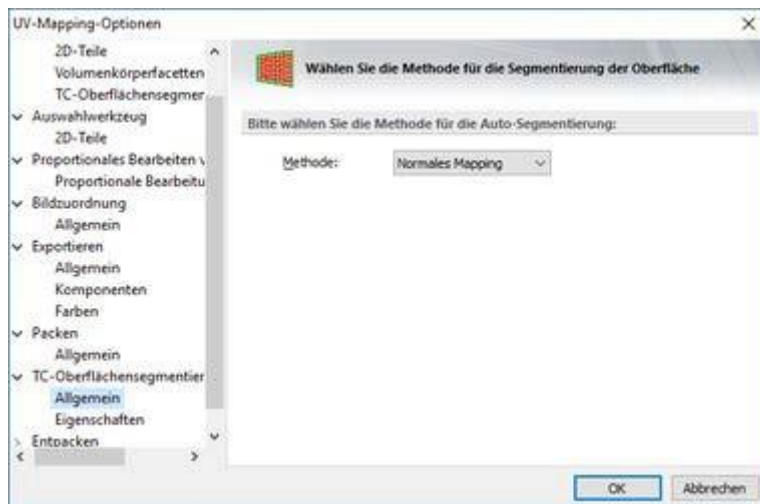 UV-Mapping-Optionen
2D-Teile
Volumenkörperfacetten
TC-Oberflächensegmer
Auswahlwerkzeug
2D-Teile
Proportionales Bearbeiten v
Proportionale Bearbeitu
Bildzuordnung
Allgemein
Exportieren
Allgemein
Komponenten
Farben
Packen
Allgemein
TC-Oberflächensegmentier
Allgemein
Eigenschaften
Entpacken
Wählen Sie die Methode für die Segmentierung der Oberfläche
Bitte wählen Sie die Methode für die Auto-Segmentierung:
Methode: Normales Mapping
OK Abbrechen